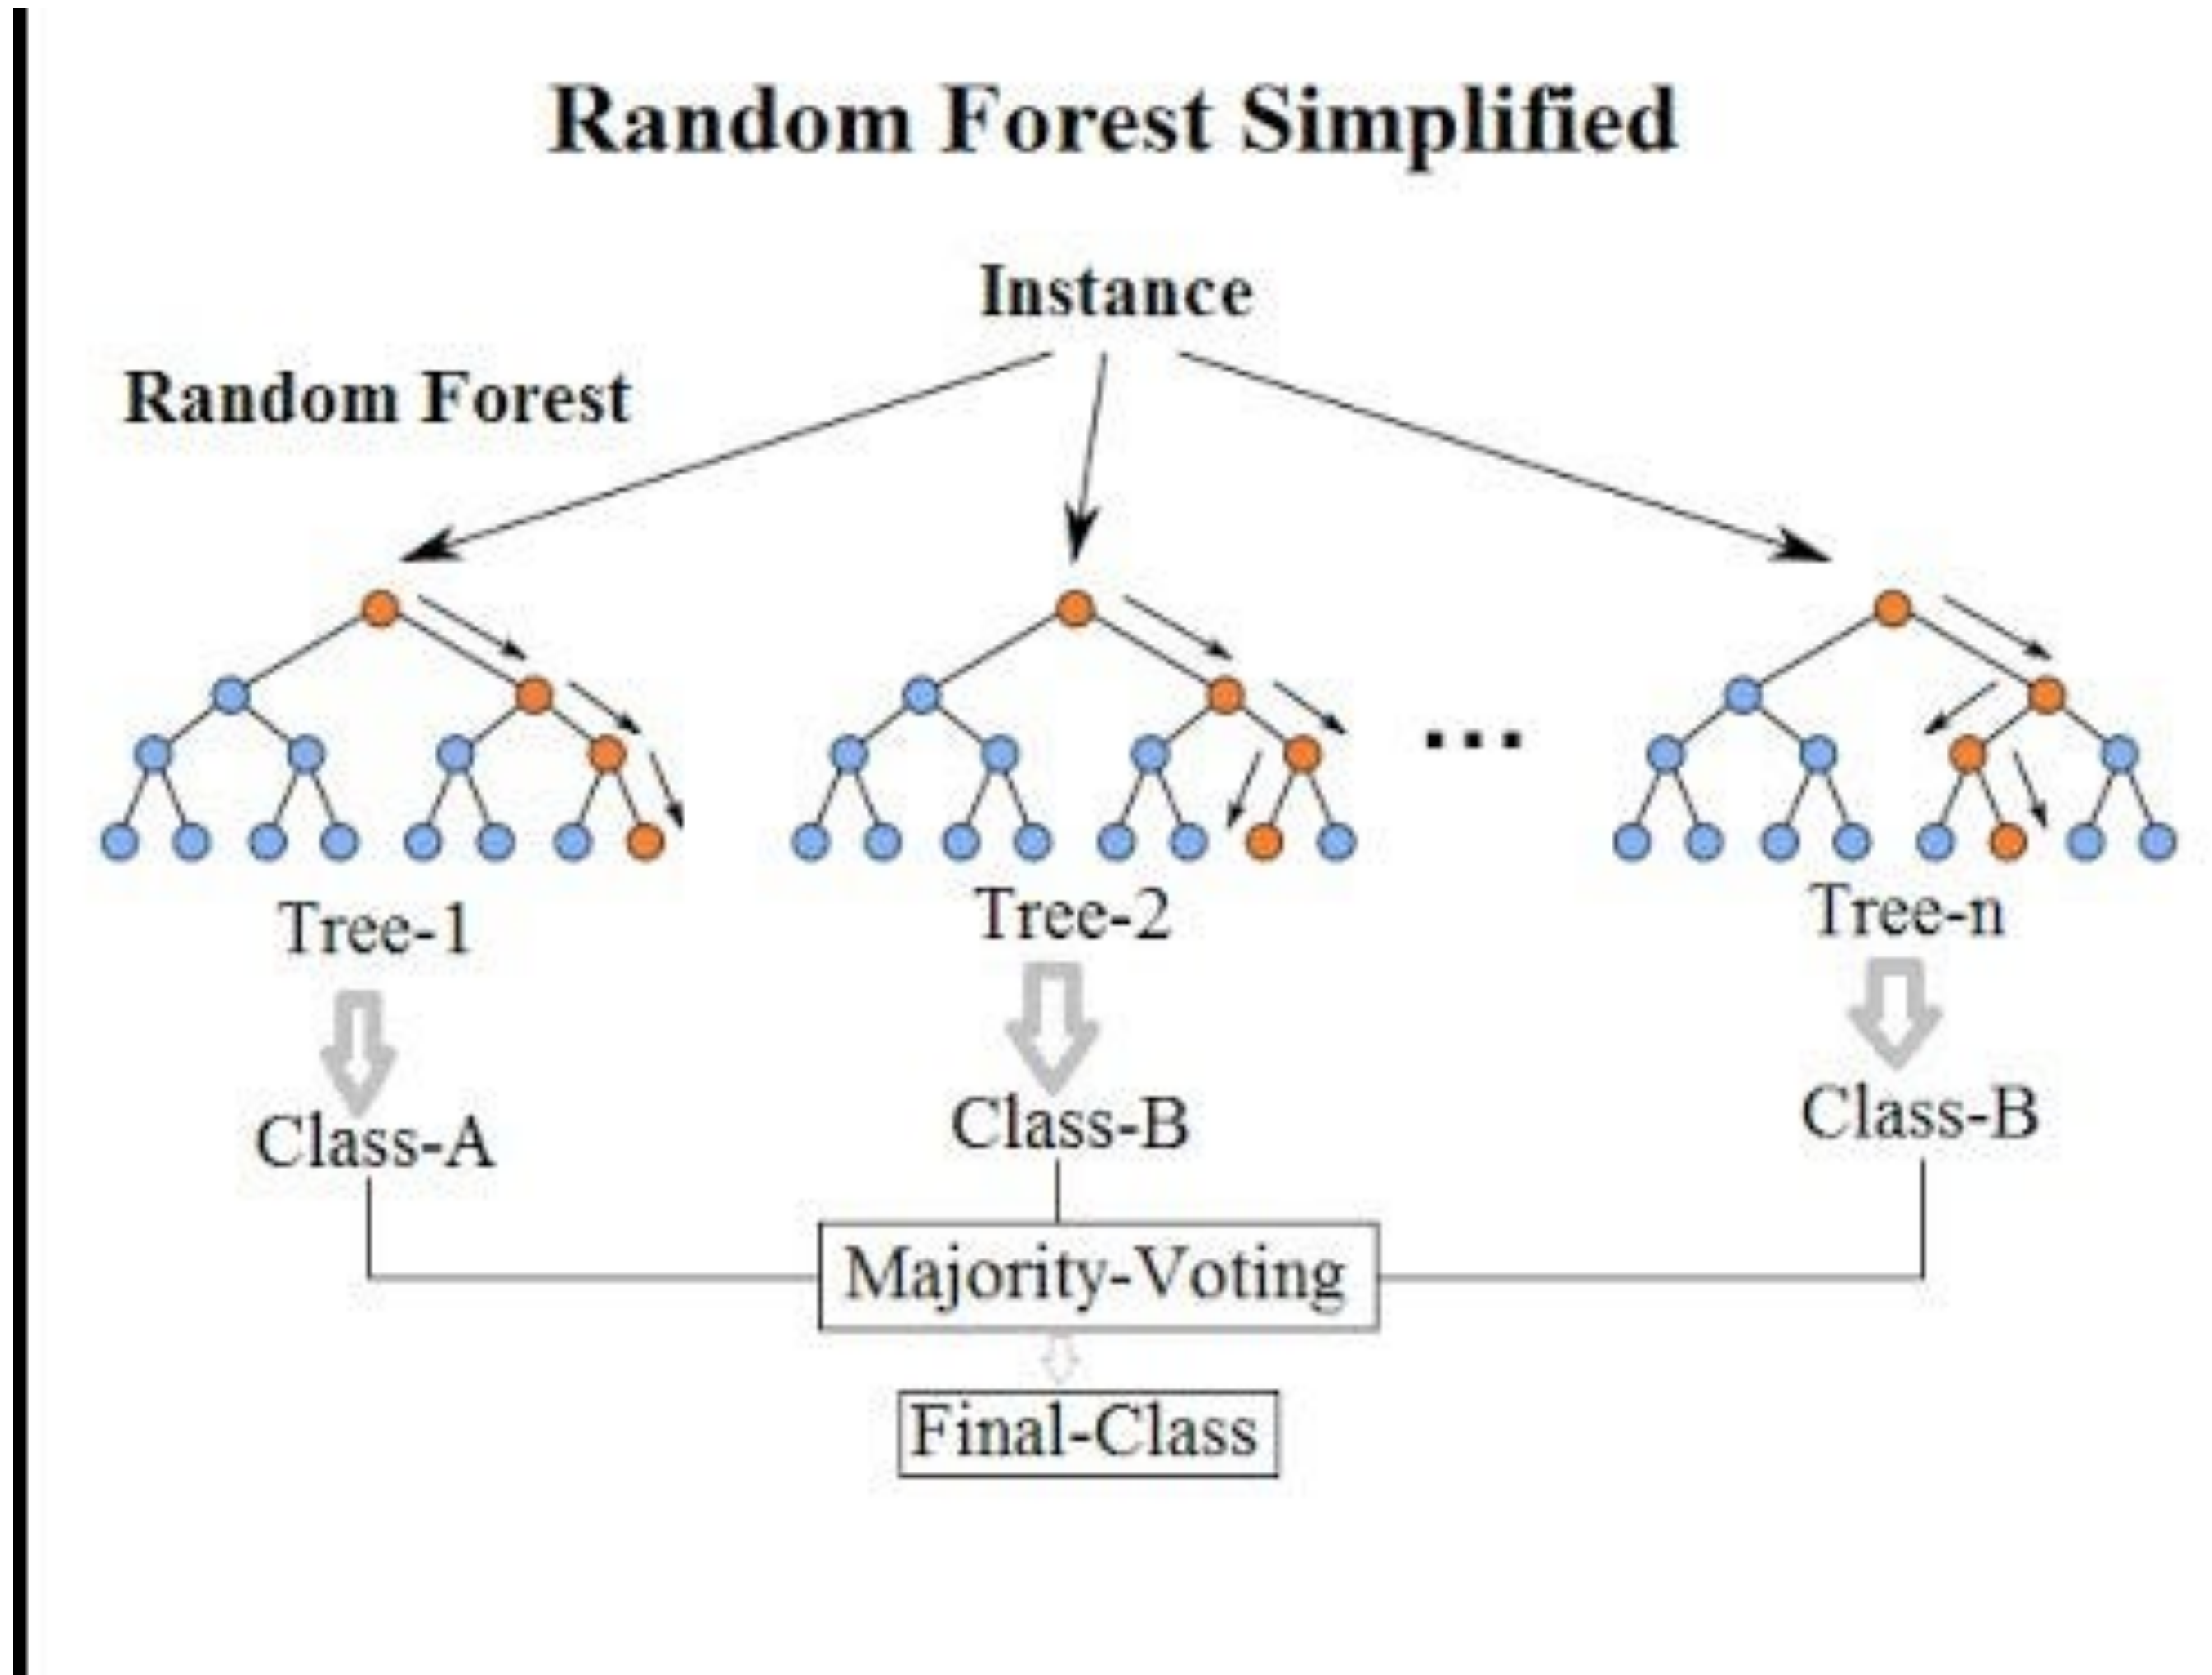 Random Forest Simplified
Instance
Random Forest
...
Tree-1
Tree-2
Tree-n
Class-A
Class-B
Class-B
Majority-Voting
Final-Class